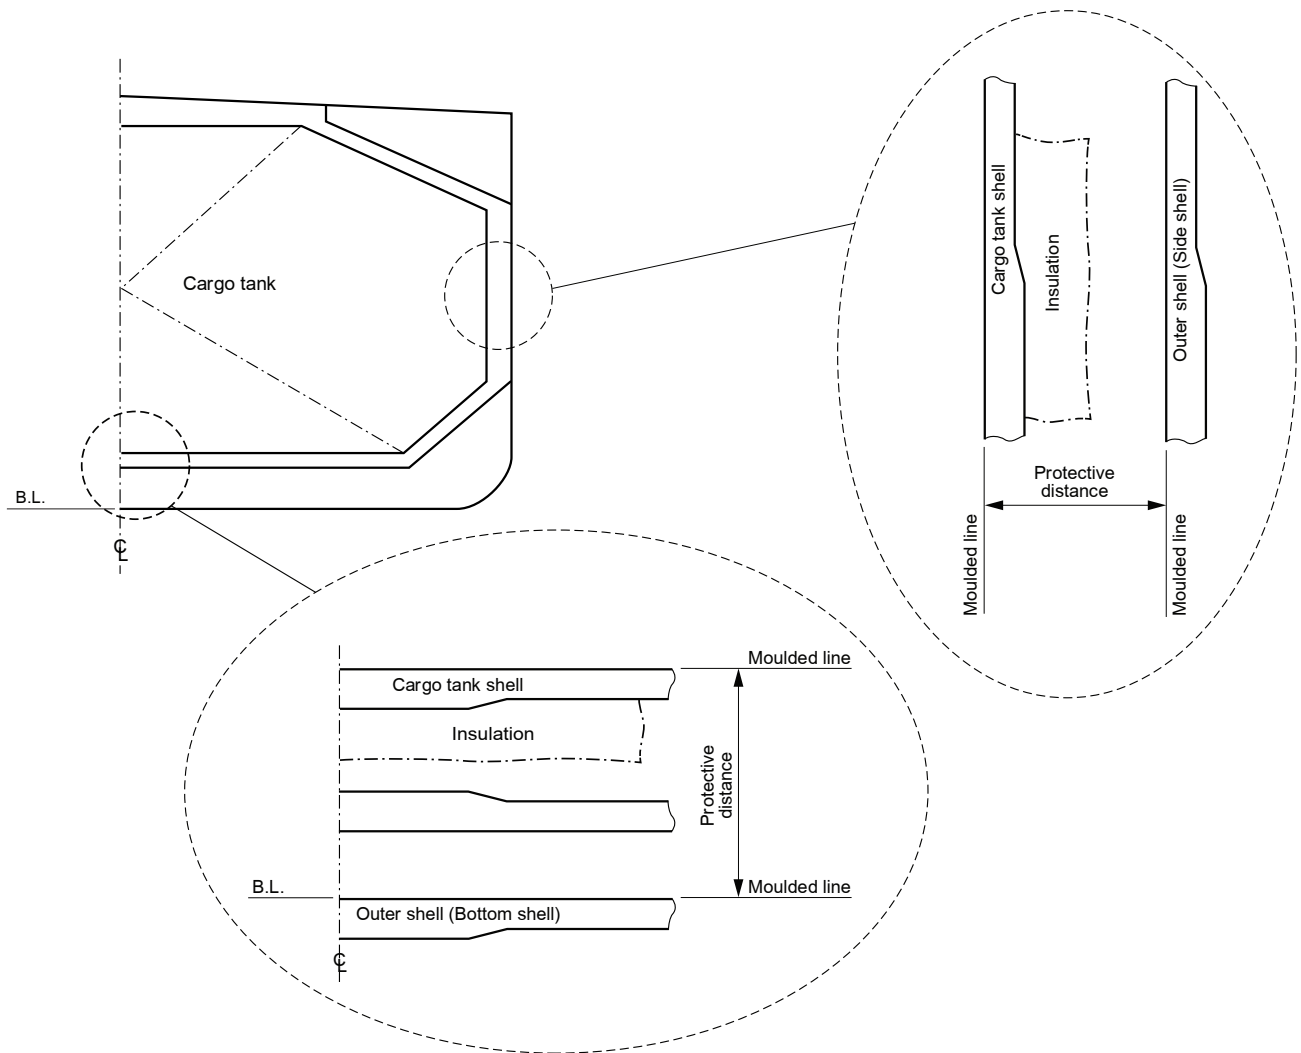 Cargo tank
B.L.
℄
Cargo tank shell
Insulation
Outer shell (Side shell)
Protective
distance
Moulded line
Moulded line
Moulded line
Cargo tank shell
Insulation
Protective
distance
B.L.
Moulded line
Outer shell (Bottom shell)
℄